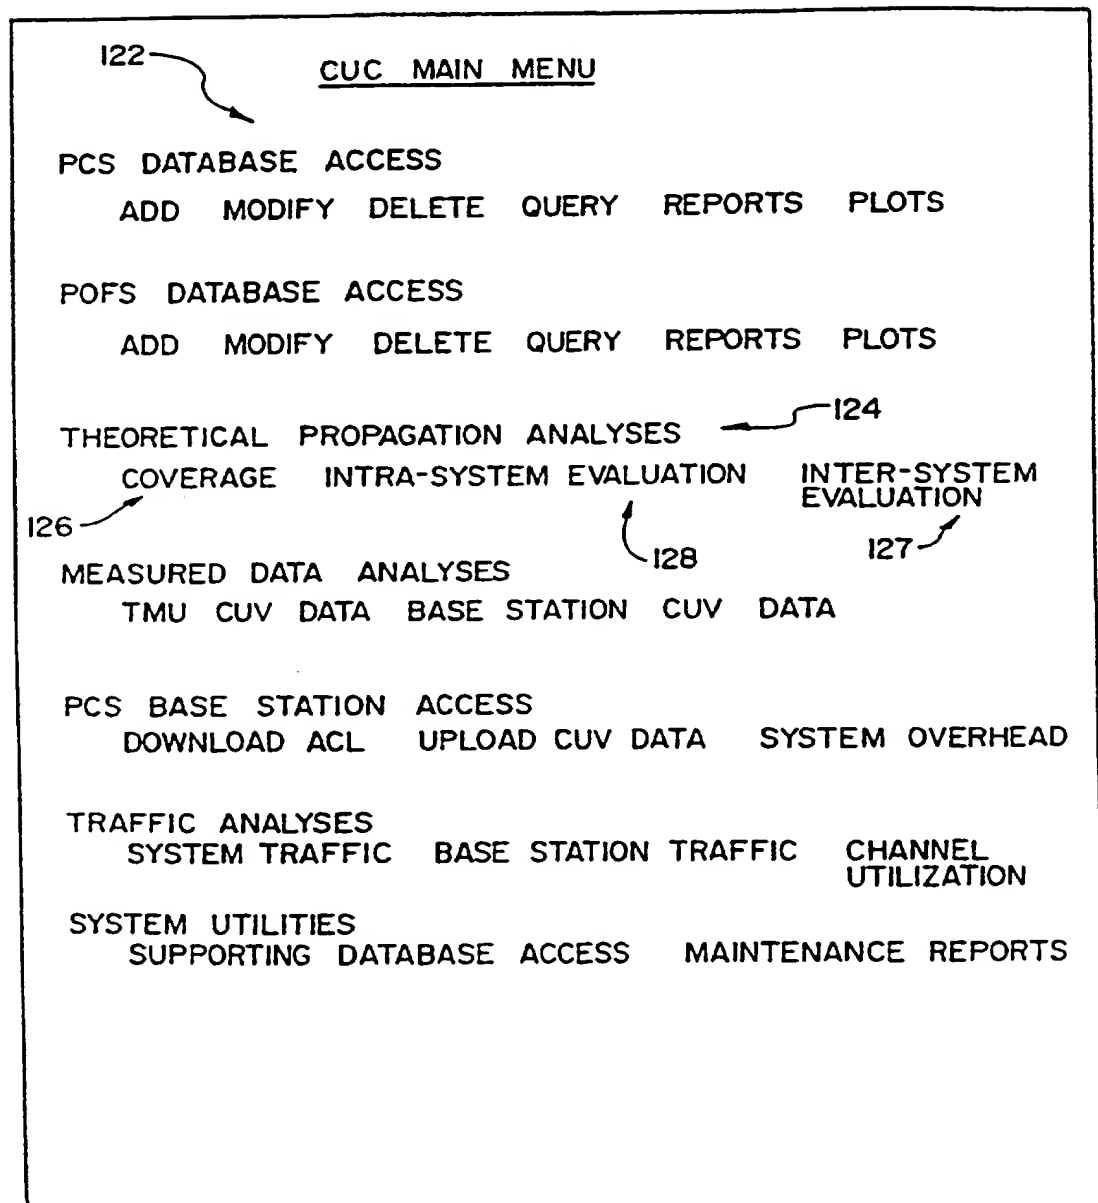 122
CUC MAIN MENU
PCS DATABASE ACCESS
ADD MODIFY DELETE QUERY REPORTS PLOTS
POFS DATABASE ACCESS
ADD MODIFY DELETE QUERY REPORTS PLOTS
124
THEORETICAL PROPAGATION ANALYSES
COVERAGE INTRA-SYSTEM EVALUATION INTER-SYSTEM
EVALUATION
126
128
127
MEASURED DATA ANALYSES
TMU CUV DATA BASE STATION CUV DATA
PCS BASE STATION ACCESS
DOWNLOAD ACL UPLOAD CUV DATA SYSTEM OVERHEAD
TRAFFIC ANALYSES
SYSTEM TRAFFIC BASE STATION TRAFFIC CHANNEL
UTILIZATION
SYSTEM UTILITIES
SUPPORTING DATABASE ACCESS MAINTENANCE REPORTS